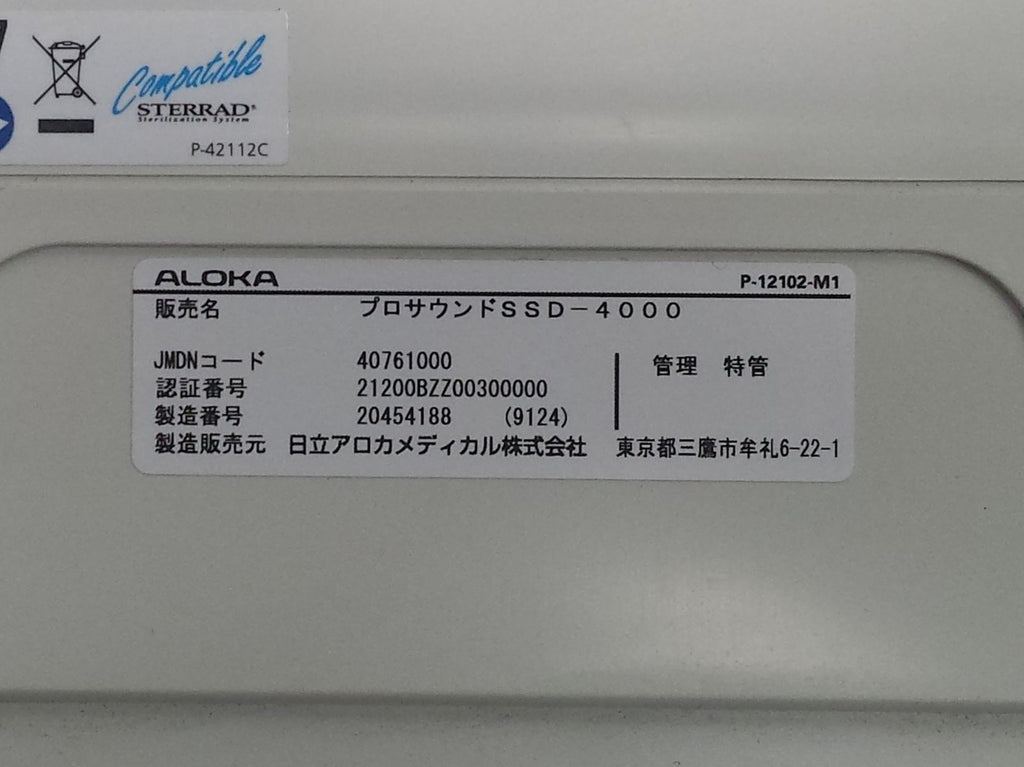 Compatible
STERRAD®
Sterilization System
P-42112C
ALOKA P-12102-M1
販売名 プロサウンドＳＳＤ－４０００
JMDNコード 40761000 管理 特管
認証番号 21200BZZ00300000
製造番号 20454188 (9124)
製造販売元 日立アロカメディカル株式会社 東京都三鷹市牟礼6-22-1